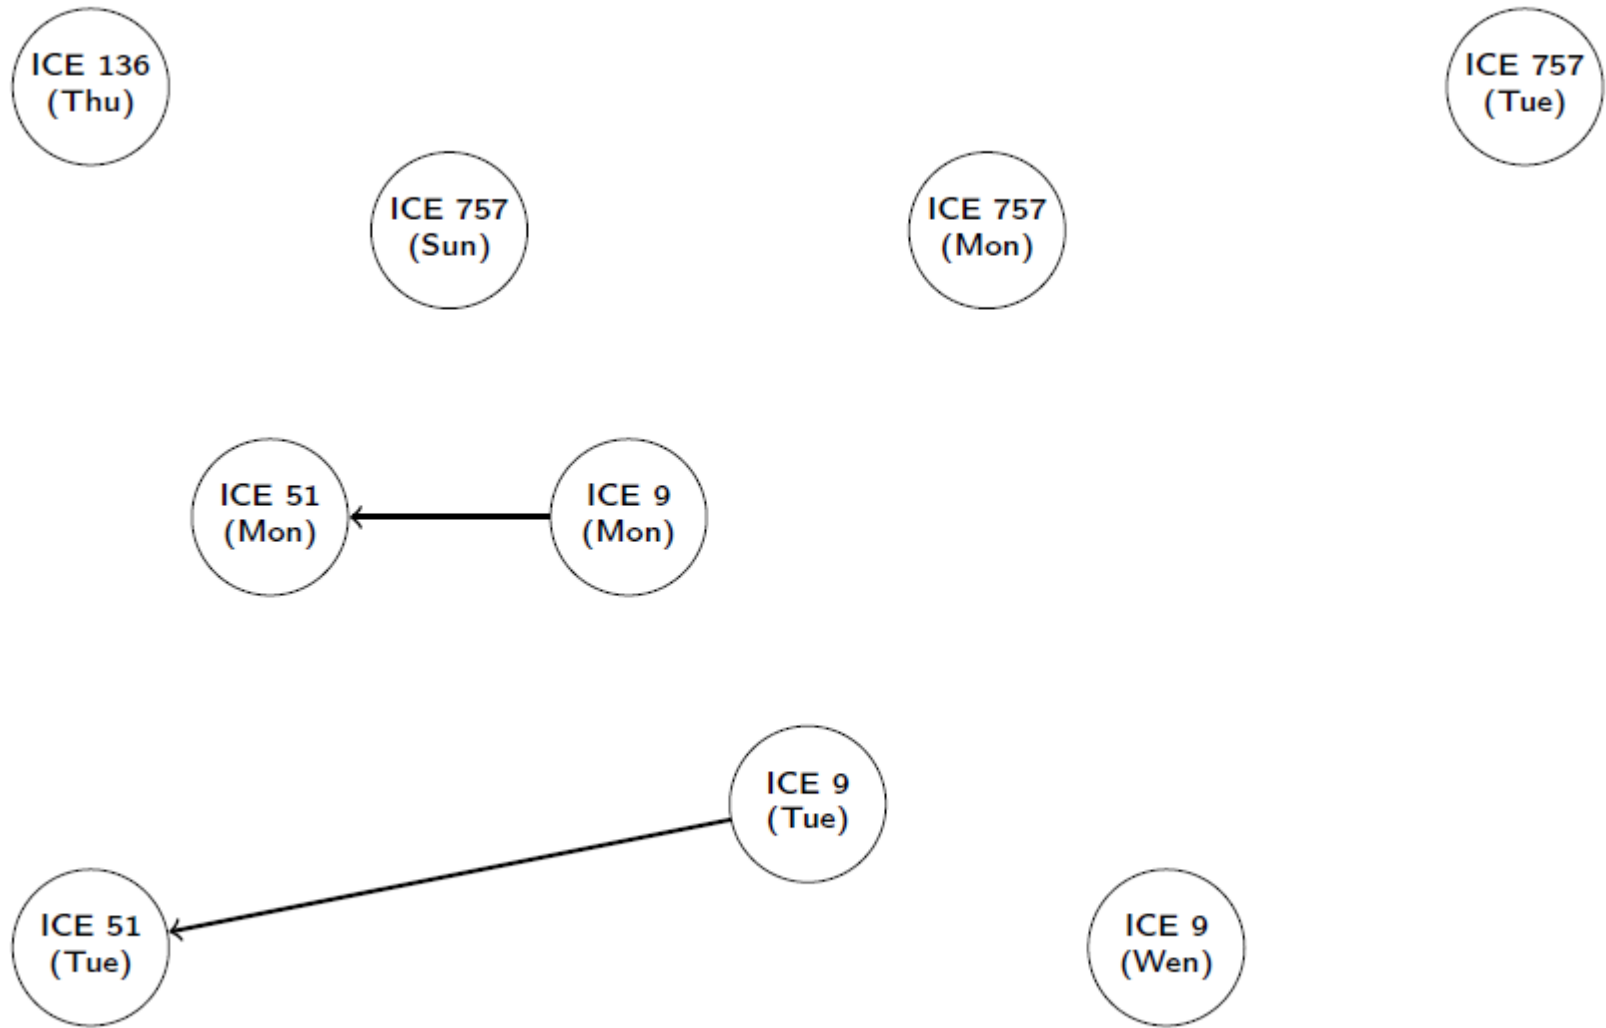 ICE 136
(Thu)
ICE 757
(Tue)
ICE 757
(Sun)
ICE 757
(Mon)
ICE 51
(Mon)
ICE 9
(Mon)
ICE 9
(Tue)
ICE 51
(Tue)
ICE 9
(Wen)